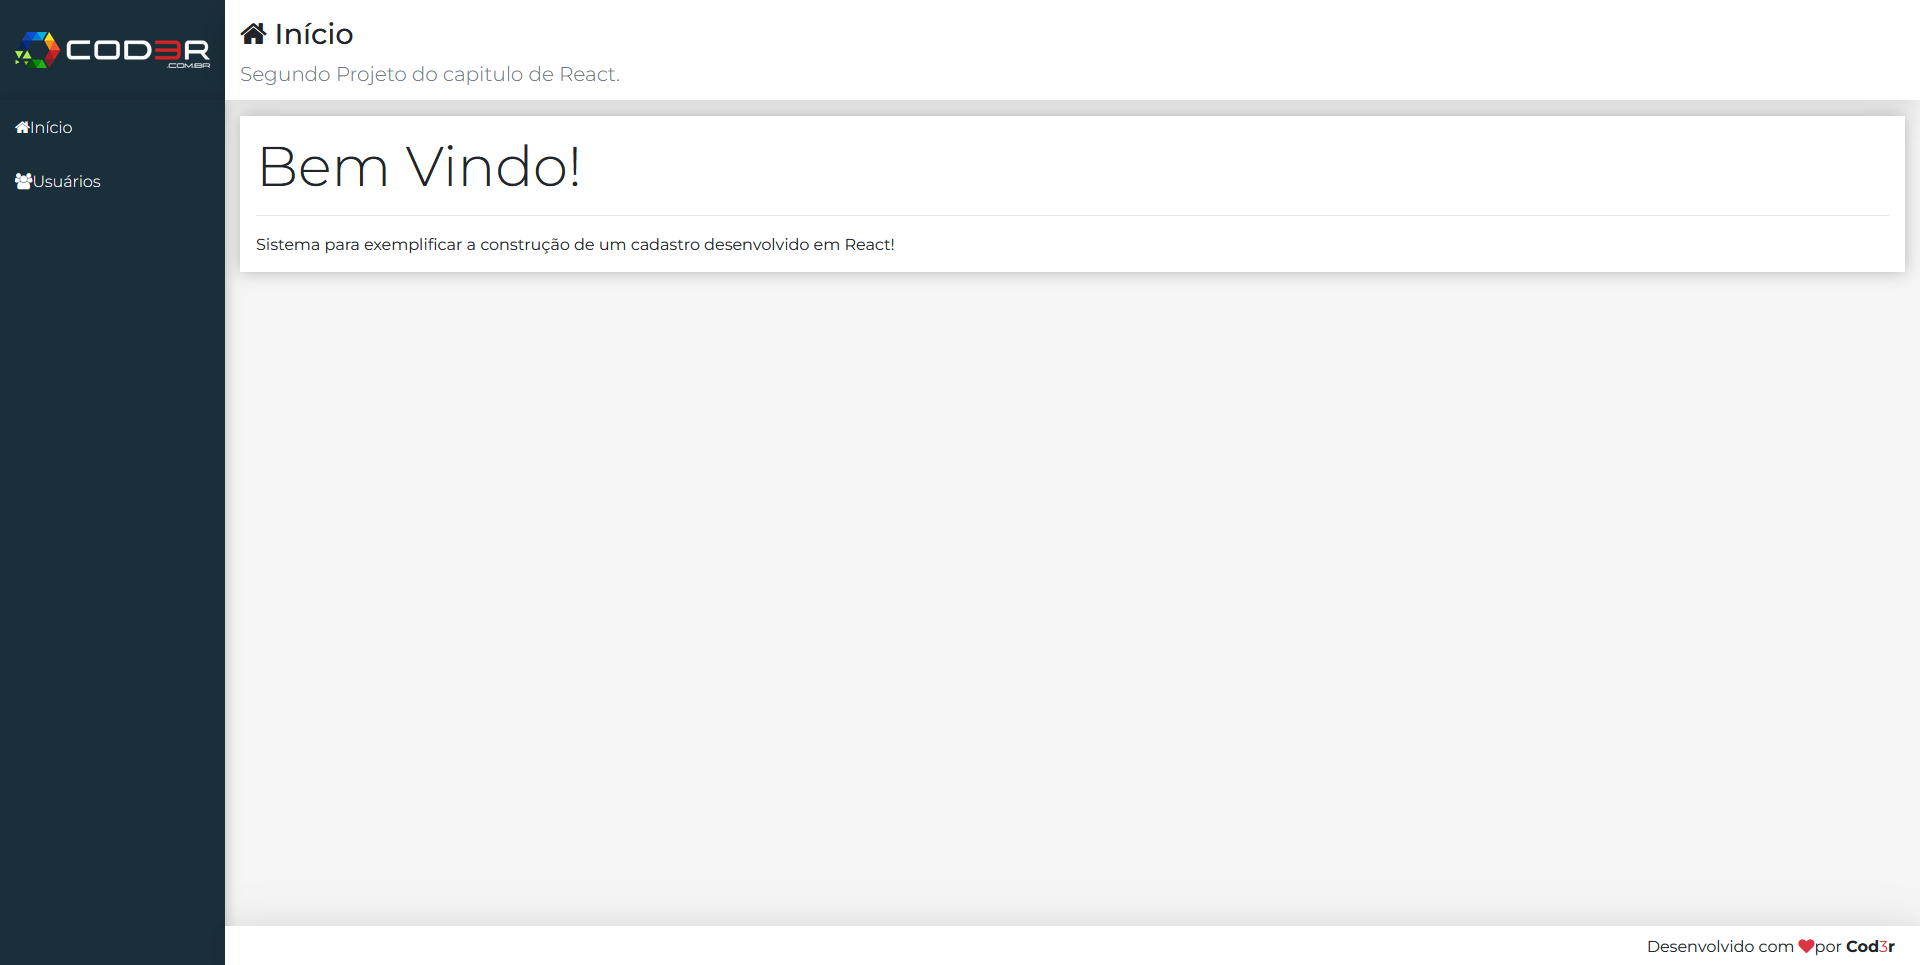 COD3R
.COM.BR
Início
Usuários
Início
Segundo Projeto do capitulo de React.
Bem Vindo!
Sistema para exemplificar a construção de um cadastro desenvolvido em React!
Desenvolvido com por Cod3r